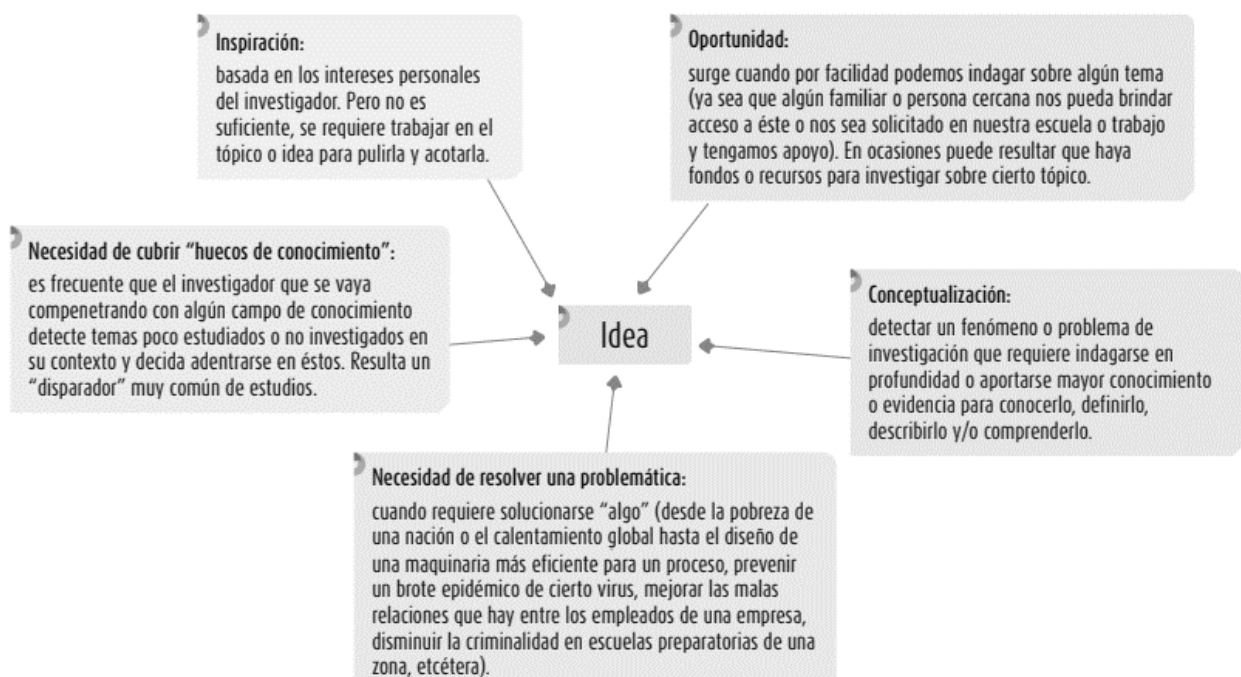 Inspiración:
basada en los intereses personales
del investigador. Pero no es
suficiente, se requiere trabajar en el
tópico o idea para pulirla y acotarla.
Oportunidad:
surge cuando por facilidad podemos indagar sobre algún tema
(ya sea que algún familiar o persona cercana nos pueda brindar
acceso a éste o nos sea solicitado en nuestra escuela o trabajo
y tengamos apoyo). En ocasiones puede resultar que haya
fondos o recursos para investigar sobre cierto tópico.
Necesidad de cubrir “huecos de conocimiento”:
es frecuente que el investigador que se vaya
compenetrando con algún campo de conocimiento
detecte temas poco estudiados o no investigados en
su contexto y decida adentrarse en éstos. Resulta un
“disparador” muy común de estudios.
Idea
Conceptualización:
detectar un fenómeno o problema de
investigación que requiere indagarse en
profundidad o aportarse mayor conocimiento
o evidencia para conocerlo, definirlo,
describirlo y/o comprenderlo.
Necesidad de resolver una problemática:
cuando requiere solucionarse “algo” (desde la pobreza de
una nación o el calentamiento global hasta el diseño de
una maquinaria más eficiente para un proceso, prevenir
un brote epidémico de cierto virus, mejorar las malas
relaciones que hay entre los empleados de una empresa,
disminuir la criminalidad en escuelas preparatorias de una
zona, etcétera).